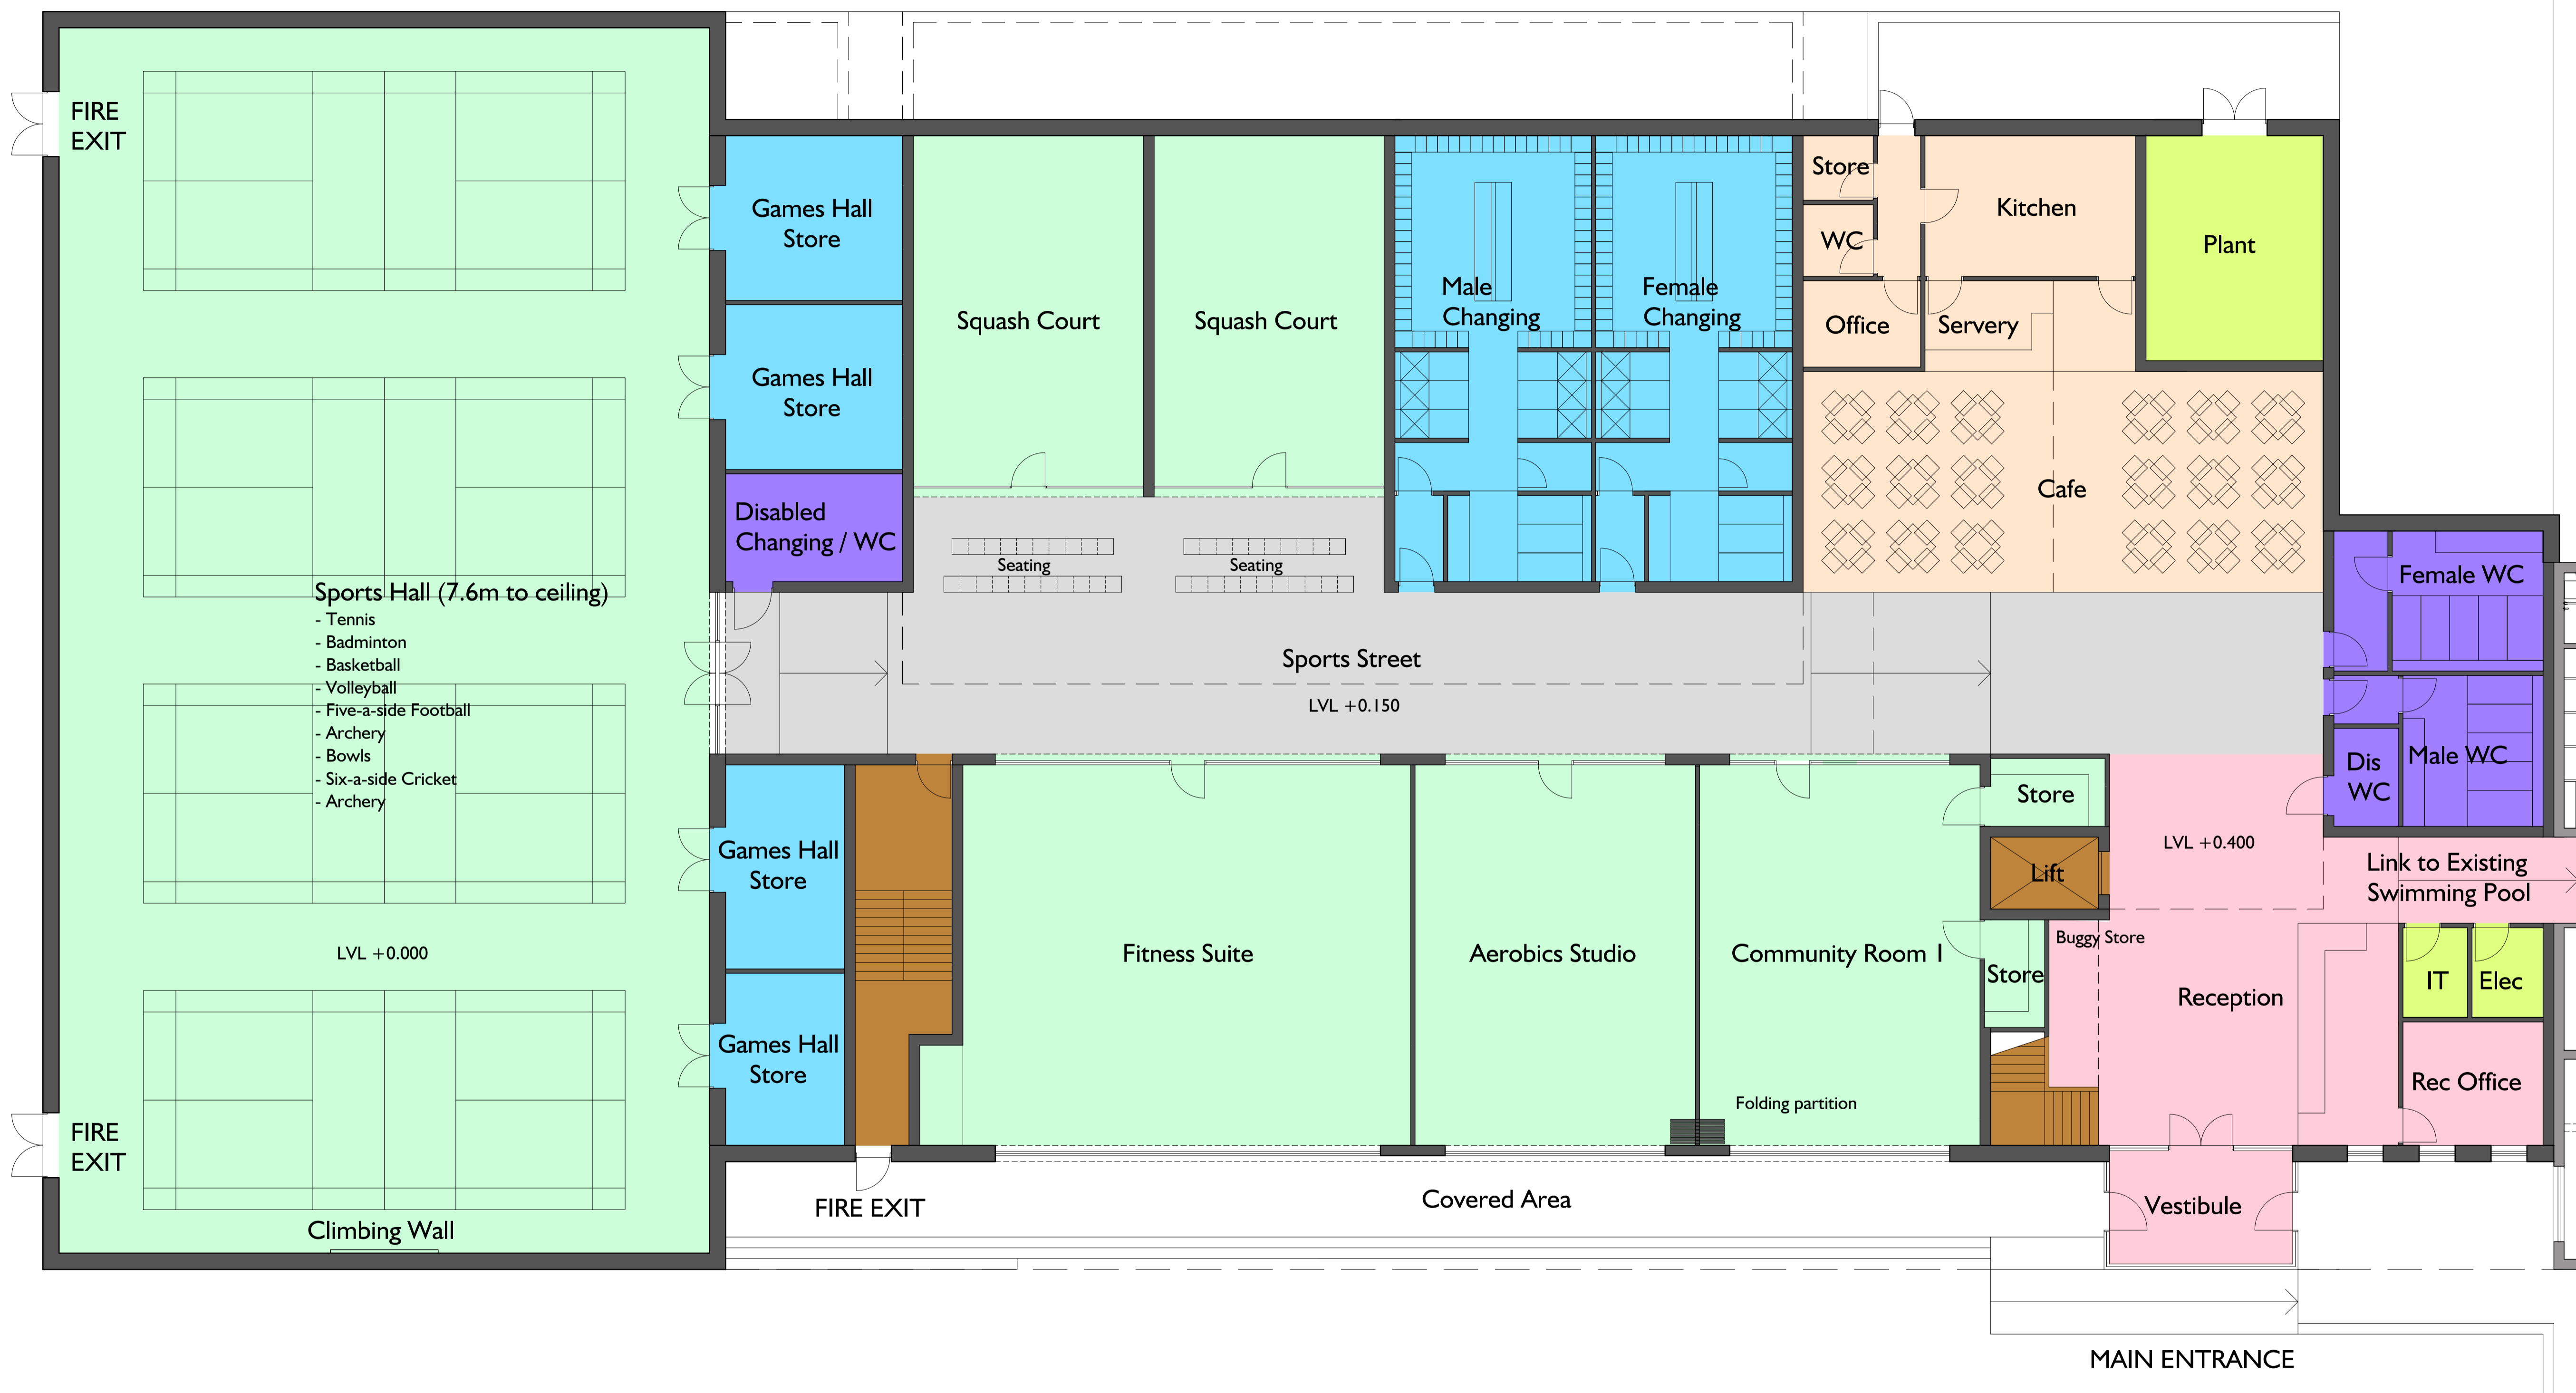 FIRE
EXIT
Games Hall
Store
Games Hall
Store
Disabled
Changing / WC
Squash Court
Squash Court
Seating
Seating
Male
Changing
Female
Changing
Store
WC
Office
Kitchen
Servery
Plant
Cafe
Female WC
Male WC
Dis
WC
Sports Hall (7.6m to ceiling)
- Tennis
- Badminton
- Basketball
- Volleyball
- Five-a-side Football
- Archery
- Bowls
- Six-a-side Cricket
- Archery
LVL +0.000
Sports Street
LVL +0.150
Games Hall
Store
Games Hall
Store
Fitness Suite
Aerobics Studio
Community Room 1
Folding partition
Store
Lift
Store
Buggy Store
LVL +0.400
Link to Existing
Swimming Pool
Reception
IT
Elec
Rec Office
FIRE
EXIT
Climbing Wall
FIRE EXIT
Covered Area
Vestibule
MAIN ENTRANCE